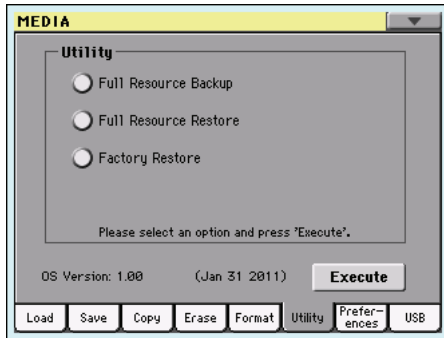 MEDIA
Utility
Full Resource Backup
Full Resource Restore
Factory Restore
Please select an option and press 'Execute'.
OS Version: 1.00 (Jan 31 2011) Execute
Load Save Copy Erase Format Utility Prefer-
ences USB